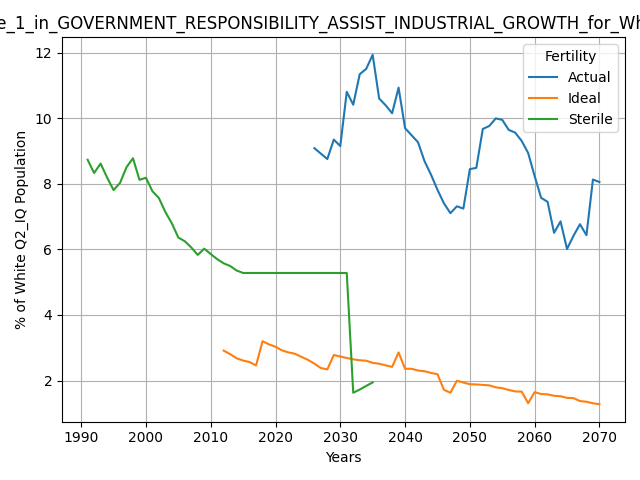 e_1_in_GOVERNMENT_RESPONSIBILITY_ASSIST_INDUSTRIAL_GROWTH_for_Wh
Fertility
Actual
Ideal
Sterile
% of White Q2_IQ Population
12
10
8
6
4
2
1990 2000 2010 2020 2030 2040 2050 2060 2070
Years